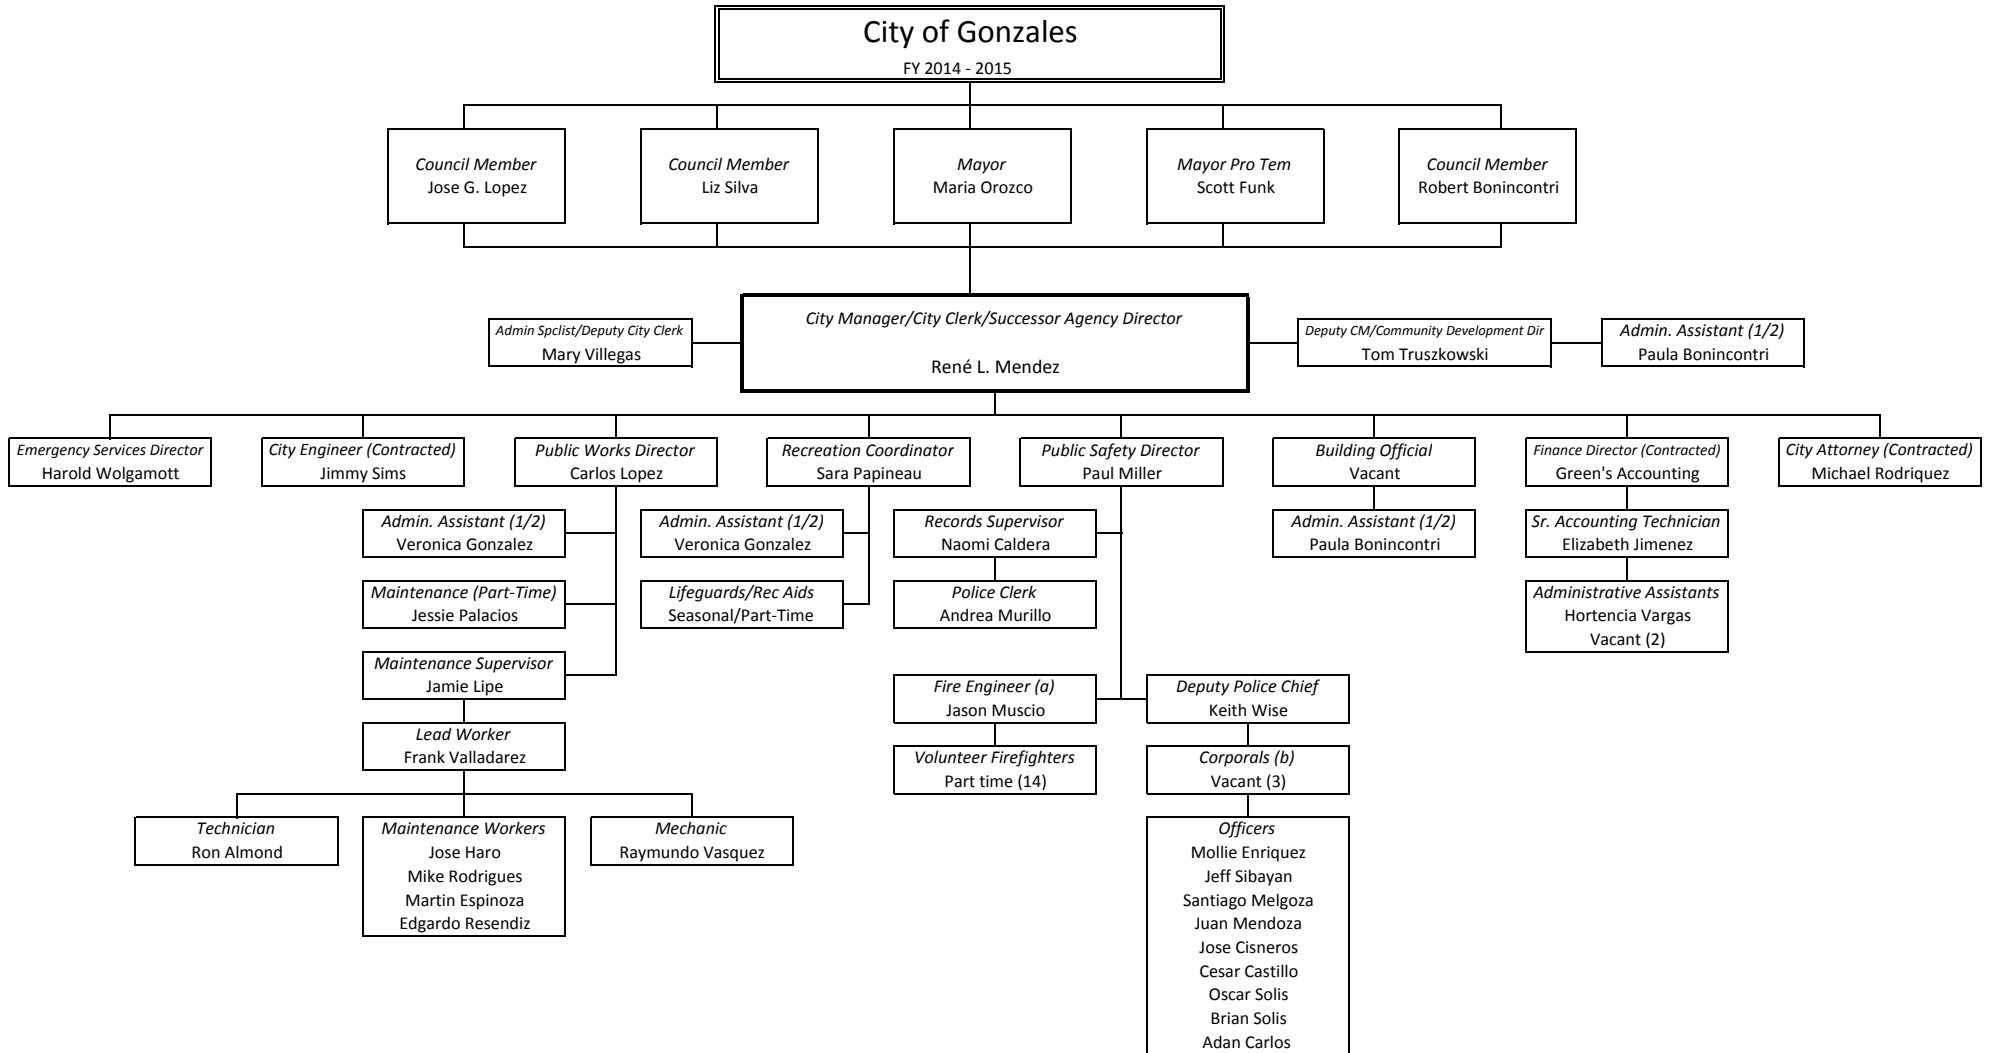 City of Gonzales
FY 2014 - 2015
Council Member
Jose G. Lopez
Council Member
Liz Silva
Mayor
Maria Orozco
Mayor Pro Tem
Scott Funk
Council Member
Robert Bonincontri
Admin Spclist/Deputy City Clerk
Mary Villegas
City Manager/City Clerk/Successor Agency Director
René L. Mendez
Deputy CM/Community Development Dir
Tom Truszkowski
Admin. Assistant (1/2)
Paula Bonincontri
Emergency Services Director
Harold Wolgamott
City Engineer (Contracted)
Jimmy Sims
Public Works Director
Carlos Lopez
Recreation Coordinator
Sara Papineau
Public Safety Director
Paul Miller
Building Official
Vacant
Finance Director (Contracted)
Green's Accounting
City Attorney (Contracted)
Michael Rodriquez
Admin. Assistant (1/2)
Veronica Gonzalez
Admin. Assistant (1/2)
Veronica Gonzalez
Records Supervisor
Naomi Caldera
Admin. Assistant (1/2)
Paula Bonincontri
Sr. Accounting Technician
Elizabeth Jimenez
Maintenance (Part-Time)
Jessie Palacios
Lifeguards/Rec Aids
Seasonal/Part-Time
Police Clerk
Andrea Murillo
Administrative Assistants
Hortencia Vargas
Vacant (2)
Maintenance Supervisor
Jamie Lipe
Fire Engineer (a)
Jason Muscio
Deputy Police Chief
Keith Wise
Lead Worker
Frank Valladarez
Volunteer Firefighters
Part time (14)
Corporals (b)
Vacant (3)
Technician
Ron Almond
Maintenance Workers
Jose Haro
Mike Rodrigues
Martin Espinoza
Edgardo Resendiz
Mechanic
Raymundo Vasquez
Officers
Mollie Enriquez
Jeff Sibayan
Santiago Melgoza
Juan Mendoza
Jose Cisneros
Cesar Castillo
Oscar Solis
Brian Solis
Adan Carlos